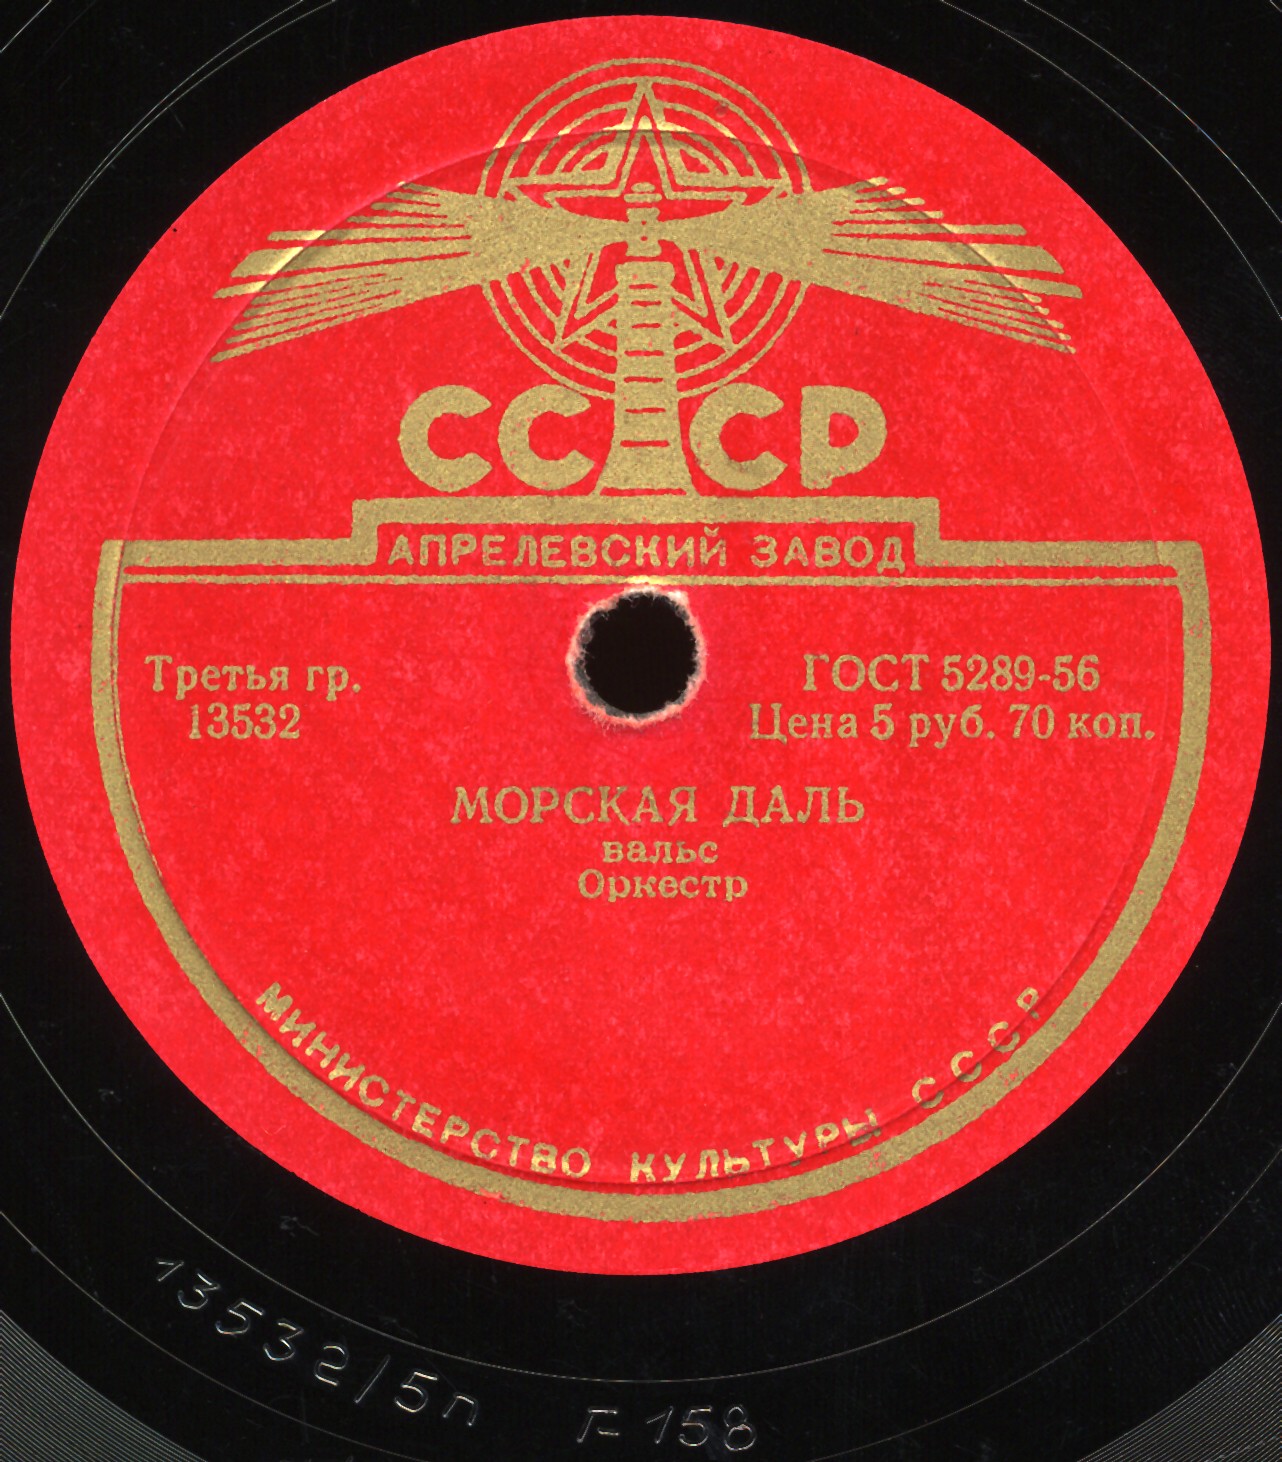 СССР
АПРЕЛЕВСКИЙ ЗАВОД
Третья гр.
13532
ГОСТ 5289-56
Цена 5 руб. 70 коп.
МОРСКАЯ ДАЛЬ
вальс
Оркестр
МИНИСТЕРСТВО КУЛЬТУРЫ СССР
13532/5п Г-158